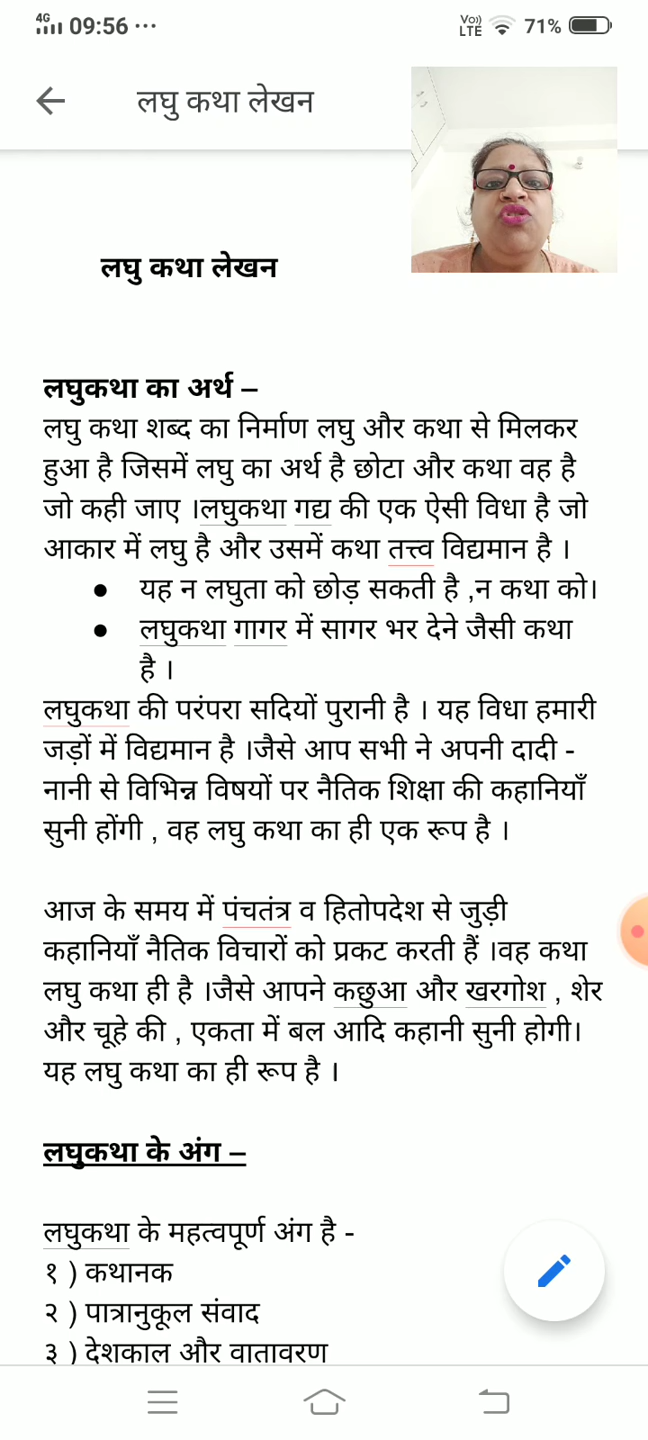 4G 09:56 ···
Vo)) LTE 71%
लघु कथा लेखन
लघु कथा लेखन
लघुकथा का अर्थ –
लघु कथा शब्द का निर्माण लघु और कथा से मिलकर
हुआ है जिसमें लघु का अर्थ है छोटा और कथा वह है
जो कही जाए ।लघुकथा गद्य की एक ऐसी विधा है जो
आकार में लघु है और उसमें कथा तत्त्व विद्यमान है ।
● यह न लघुता को छोड़ सकती है ,न कथा को।
● लघुकथा गागर में सागर भर देने जैसी कथा
है ।
लघुकथा की परंपरा सदियों पुरानी है । यह विधा हमारी
जड़ों में विद्यमान है ।जैसे आप सभी ने अपनी दादी -
नानी से विभिन्न विषयों पर नैतिक शिक्षा की कहानियाँ
सुनी होंगी , वह लघु कथा का ही एक रूप है ।
आज के समय में पंचतंत्र व हितोपदेश से जुड़ी
कहानियाँ नैतिक विचारों को प्रकट करती हैं ।वह कथा
लघु कथा ही है ।जैसे आपने कछुआ और खरगोश , शेर
और चूहे की , एकता में बल आदि कहानी सुनी होगी।
यह लघु कथा का ही रूप है ।
लघुकथा के अंग –
लघुकथा के महत्वपूर्ण अंग है -
१ ) कथानक
२ ) पात्रानुकूल संवाद
३ ) देशकाल और वातावरण